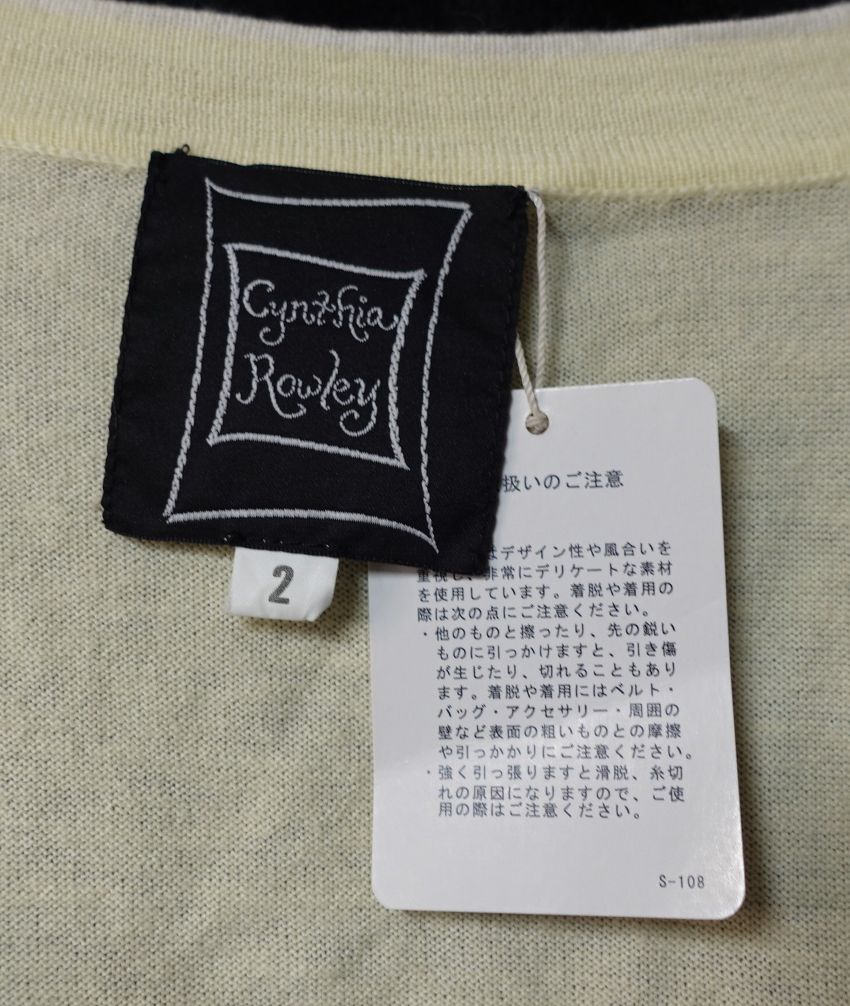 Cynthia
Rowley
2
扱いのご注意
はデザイン性や風合いを
重視し、非常にデリケートな素材
を使用しています。着脱や着用の
際は次の点にご注意ください。
・他のものと擦ったり、先の鋭い
ものに引っかけますと、引き傷
が生じたり、切れることもあり
ます。着脱や着用にはベルト・
バッグ・アクセサリー・周囲の
壁など表面の粗いものとの摩擦
や引っかかりにご注意ください。
・強く引っ張りますと滑脱、糸切
れの原因になりますので、ご使
用の際はご注意ください。
S-108